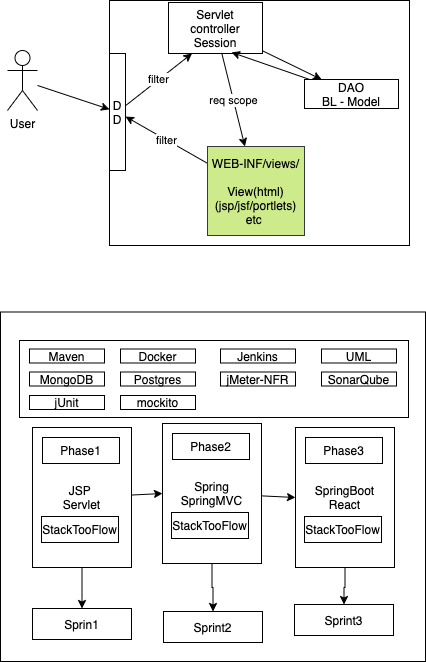 Servlet
controller
Session
filter
DAO
BL - Model
User
D
D
req scope
filter
WEB-INF/views/
View(html)
(jsp/jsf/portlets)
etc
Maven
Docker
Jenkins
UML
MongoDB
Postgres
jMeter-NFR
SonarQube
jUnit
mockito
Phase1
JSP
Servlet
StackTooFlow
Phase2
Spring
SpringMVC
StackTooFlow
Phase3
SpringBoot
React
StackTooFlow
Sprin1
Sprint2
Sprint3